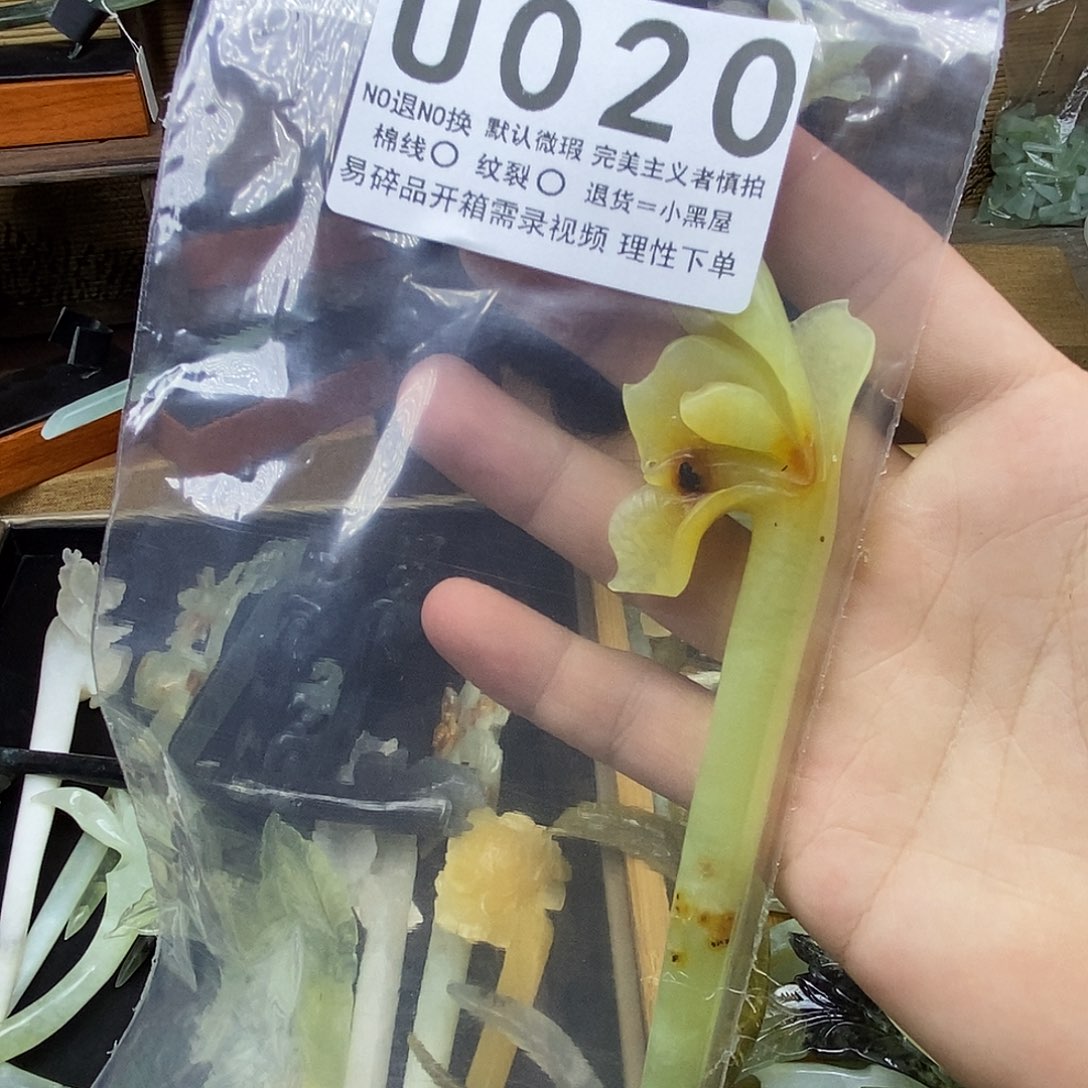 U020
NO退NO换 默认微瑕 完美主义者慎拍
棉线○ 纹裂○ 退货=小黑屋
易碎品开箱需录视频 理性下单